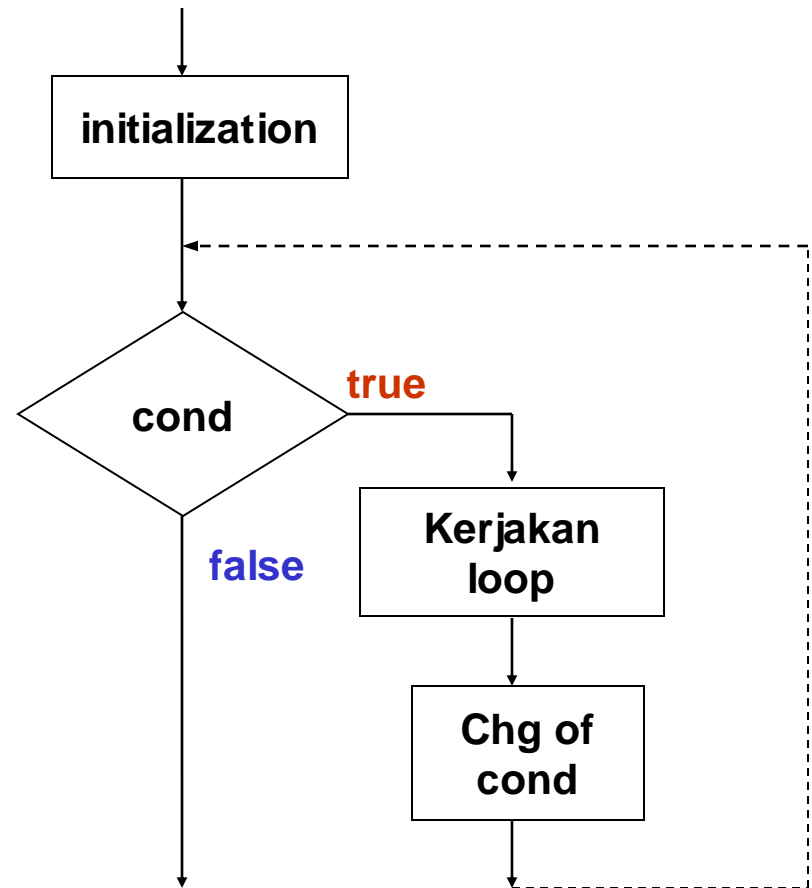 initialization
cond
true
false
Kerjakan
loop
Chg of
cond